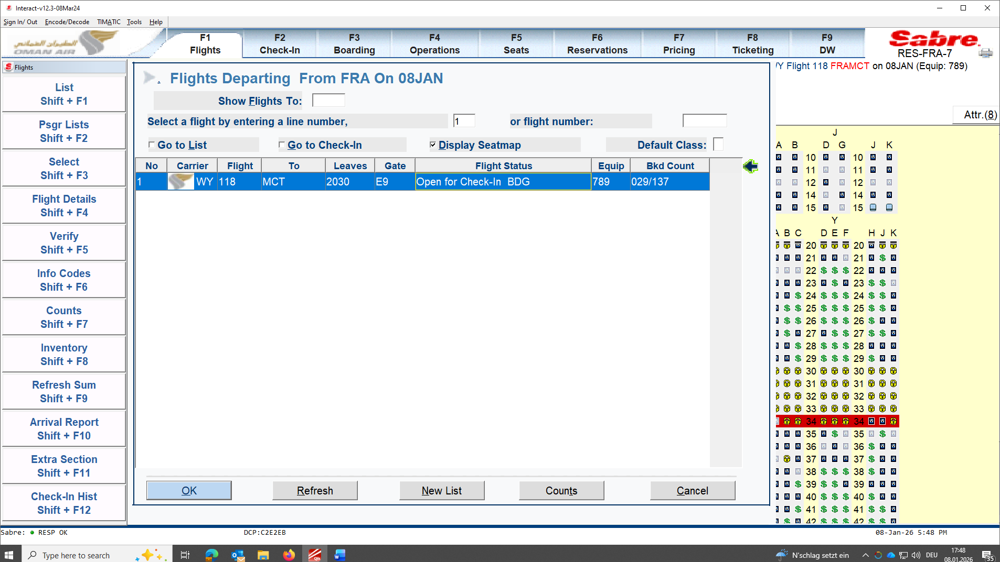 Interact-v12.3-08Mar24
Sign In/ Out Encode/Decode TIMATIC Tools Help
الطيران العماني
OMAN AIR
F1 Flights
F2 Check-In
F3 Boarding
F4 Operations
F5 Seats
F6 Reservations
F7 Pricing
F8 Ticketing
F9 DW
Sabre.
RES-FRA-7
Flights
List
Shift + F1
Psgr Lists
Shift + F2
Select
Shift + F3
Flight Details
Shift + F4
Verify
Shift + F5
Info Codes
Shift + F6
Counts
Shift + F7
Inventory
Shift + F8
Refresh Sum
Shift + F9
Arrival Report
Shift + F10
Extra Section
Shift + F11
Check-In Hist
Shift + F12
Flights Departing From FRA On 08JAN
Show Flights To:
Select a flight by entering a line number, 1 or flight number:
Go to List Go to Check-In Display Seatmap Default Class:
No Carrier Flight To Leaves Gate Flight Status Equip Bkd Count
1 WY 118 MCT 2030 E9 Open for Check-In BDG 789 029/137
OK Refresh New List Counts Cancel
Y Flight 118 FRAMCT on 08JAN (Equip: 789)
Attr.(8)
J
A B D G J K
10 10
11 11
12 12
14 14
15 15
Y
A B C D E F H J K
20 20
21 21 $
22 $ $ $ 22
23 $ 23 $ $
$ 24 $ $ $ 24 $ $
$ $ 25 $ $ $ 25 $ $
$ $ 26 $ $ $ 26 $
$ 27 $ $ 27 $ $
$ 28 $ $ $ 28
$ 29 $ $ $ 29 $
30 30
31 31
32 32
33 33
34 34
35 $ 35 $
36 36 $
37 37 $
38 $ $ $ 38 $
$ 39 $ $ 39
40 $ $ $ 40 $ $
$ 41 $ $ $ 41 $ $
$ $ 42 $ $ $ 42 $ $
Sabre: RESP OK DCP:C2E2EB 08-Jan-26 5:48 PM
Type here to search
N'schlag setzt ein DEU 17:48
08.01.2026
35